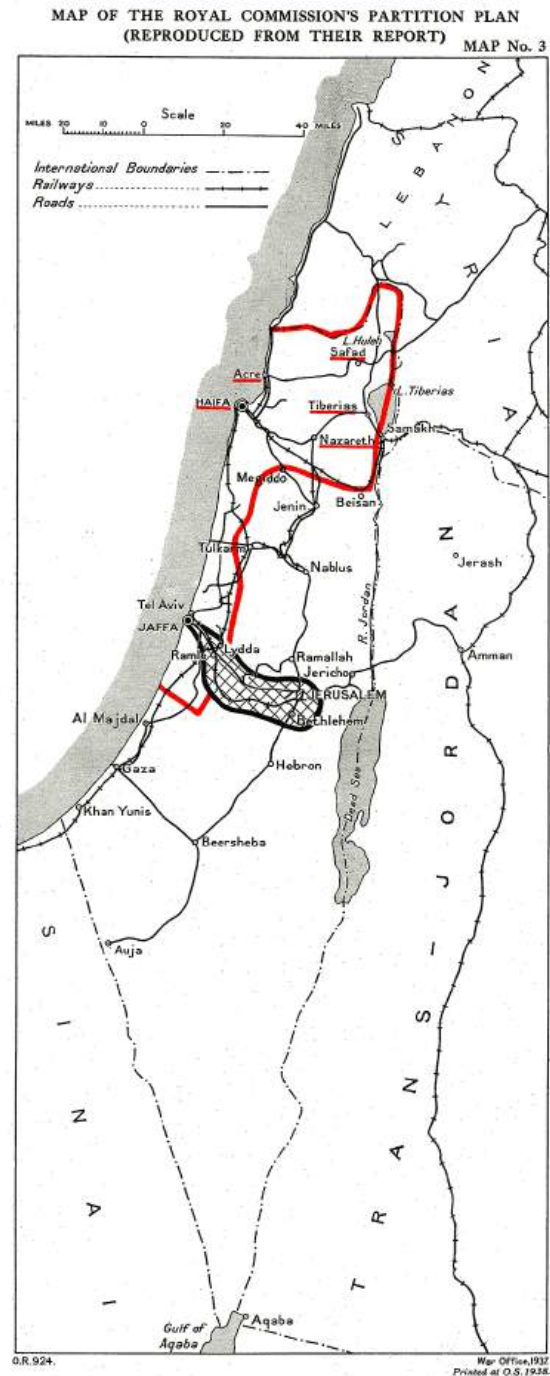 MAP OF THE ROYAL COMMISSION'S PARTITION PLAN
(REPRODUCED FROM THEIR REPORT)
MAP No. 3
Scale
MILES 20 0 20 40 MILES
International Boundaries
Railways
Roads
LEBANON
SYRIA
L. Huleh
Safad
Acre
L. Tiberias
HAIFA
Tiberias
Samakh
Nazareth
Megiddo
Beisan
Jenin
Tulkarm
Nablus
Jerash
R. Jordan
Tel Aviv
JAFFA
Lydda
Ramle
Ramallah
Amman
Jericho
JERUSALEM
Al Majdal
Bethlehem
Hebron
Gaza
Dead Sea
Khan Yunis
Beersheba
Auja
SINAI
TRANS-JORDAN
Aqaba
Gulf of
Aqaba
O.R.924.
War Office, 1937.
Printed at O.S. 1938.